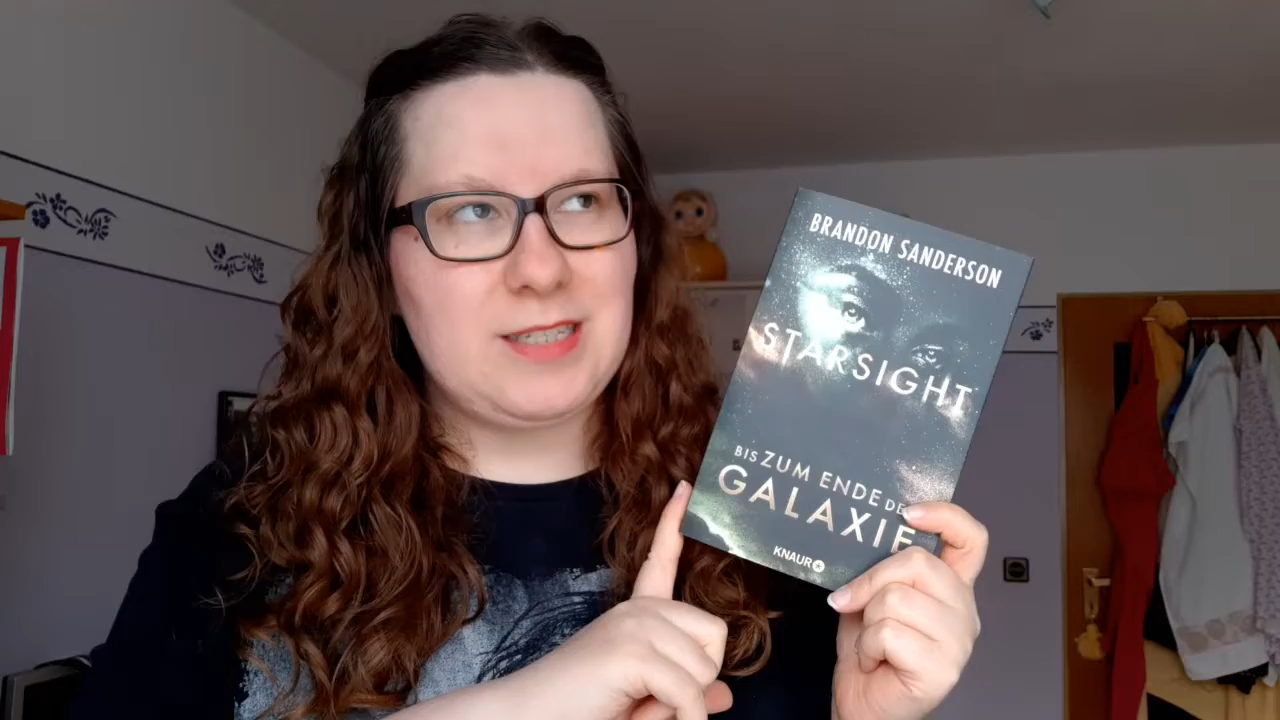 BRANDON SANDERSON
STARSIGHT
BIS ZUM ENDE DE
GALAXIE
KNAUR